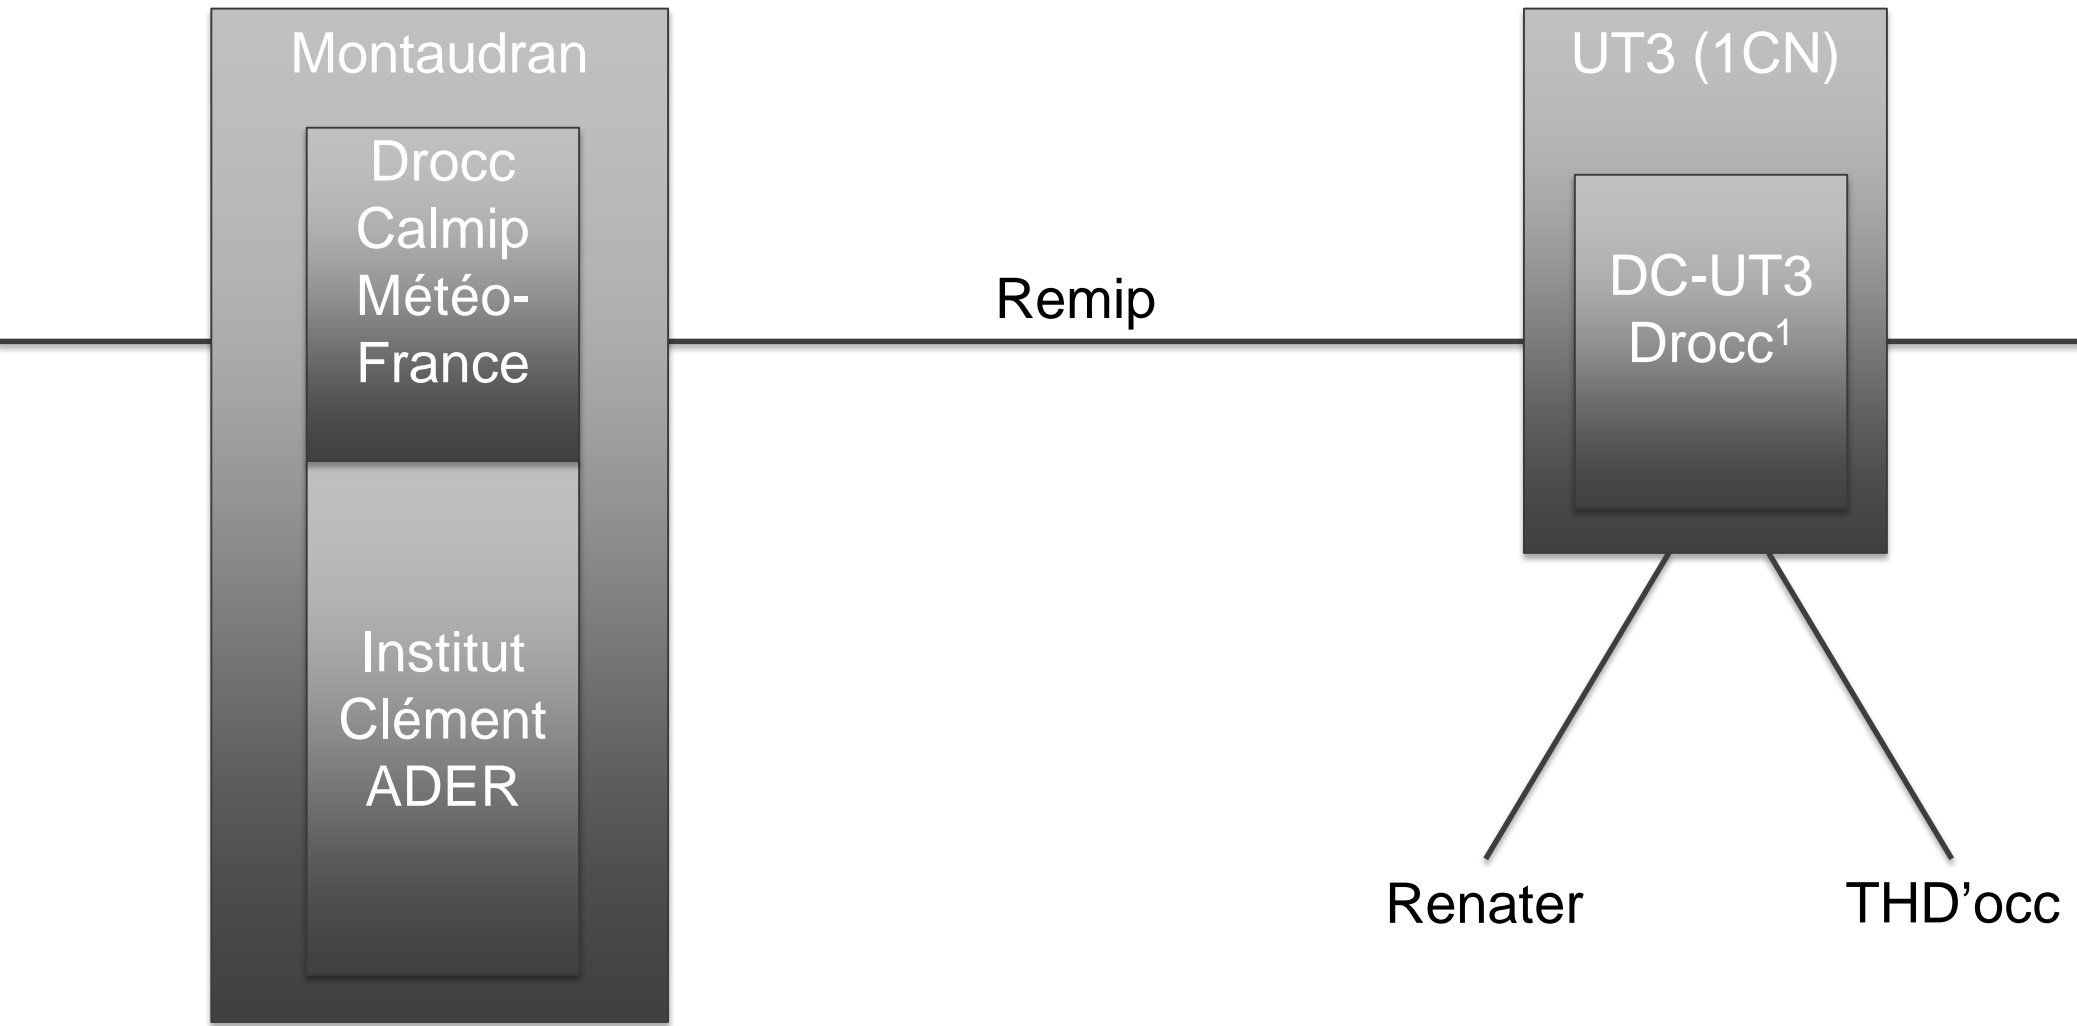 Montaudran
Drocc
Calmip
Météo-
France
Institut
Clément
ADER
Remip
UT3 (1CN)
DC-UT3
Drocc¹
Renater
THD’occ